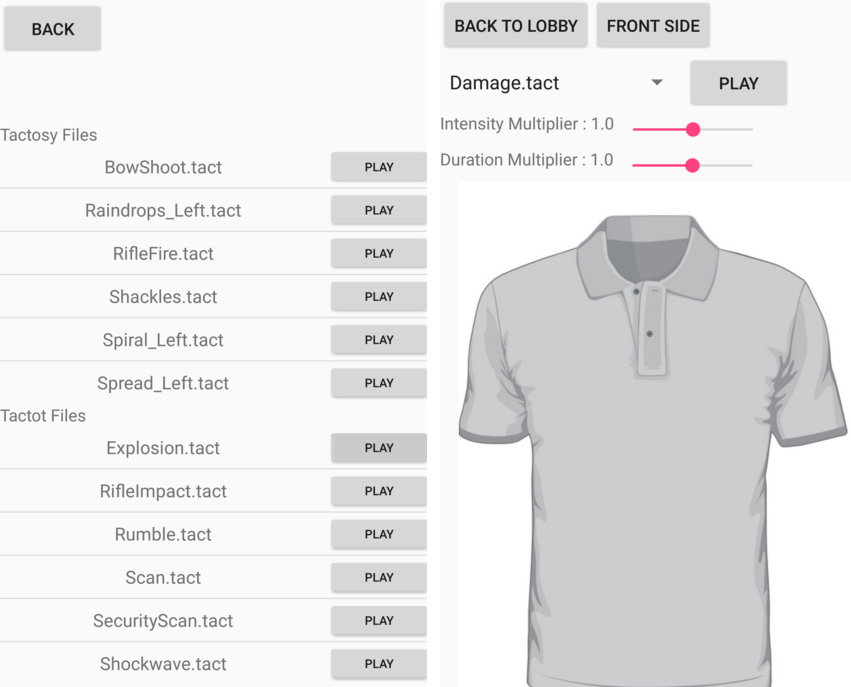 BACK
Tactosy Files
BowShoot.tact PLAY
Raindrops_Left.tact PLAY
RifleFire.tact PLAY
Shackles.tact PLAY
Spiral_Left.tact PLAY
Spread_Left.tact PLAY
Tactot Files
Explosion.tact PLAY
RifleImpact.tact PLAY
Rumble.tact PLAY
Scan.tact PLAY
SecurityScan.tact PLAY
Shockwave.tact PLAY
BACK TO LOBBY FRONT SIDE
Damage.tact PLAY
Intensity Multiplier : 1.0
Duration Multiplier : 1.0